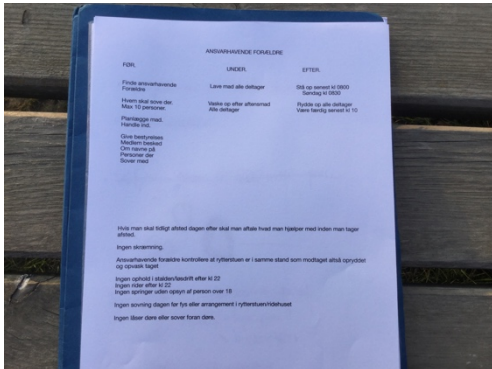 ANSVARHAVENDE FORÆLDRE
FØR.
UNDER.
EFTER.
Finde ansvarhavende
Forældre
Lave mad alle deltager
Stå op senest kl 0800
Søndag kl 0830
Hvem skal sove der.
Max 10 personer.
Vaske op efter aftensmad
Alle deltager
Rydde op alle deltager
Være færdig senest kl 10
Planlægge mad.
Handle ind.
Give bestyrelses
Medlem besked
Om navne på
Personer der
Sover med
Hvis man skal tidligt afsted dagen efter skal man aftale hvad man hjælper med inden man tager
afsted.
Ingen skræmning.
Ansvarhavende forældre kontrollere at rytterstuen er i samme stand som modtaget altså opryddet
og opvask taget
Ingen ophold i stalden/løsdrift efter kl 22
Ingen rider efter kl 22
Ingen springer uden opsyn af person over 18
Ingen sovning dagen før fys eller arrangement i rytterstuen/ridehuset
Ingen låser døre eller sover foran døre.